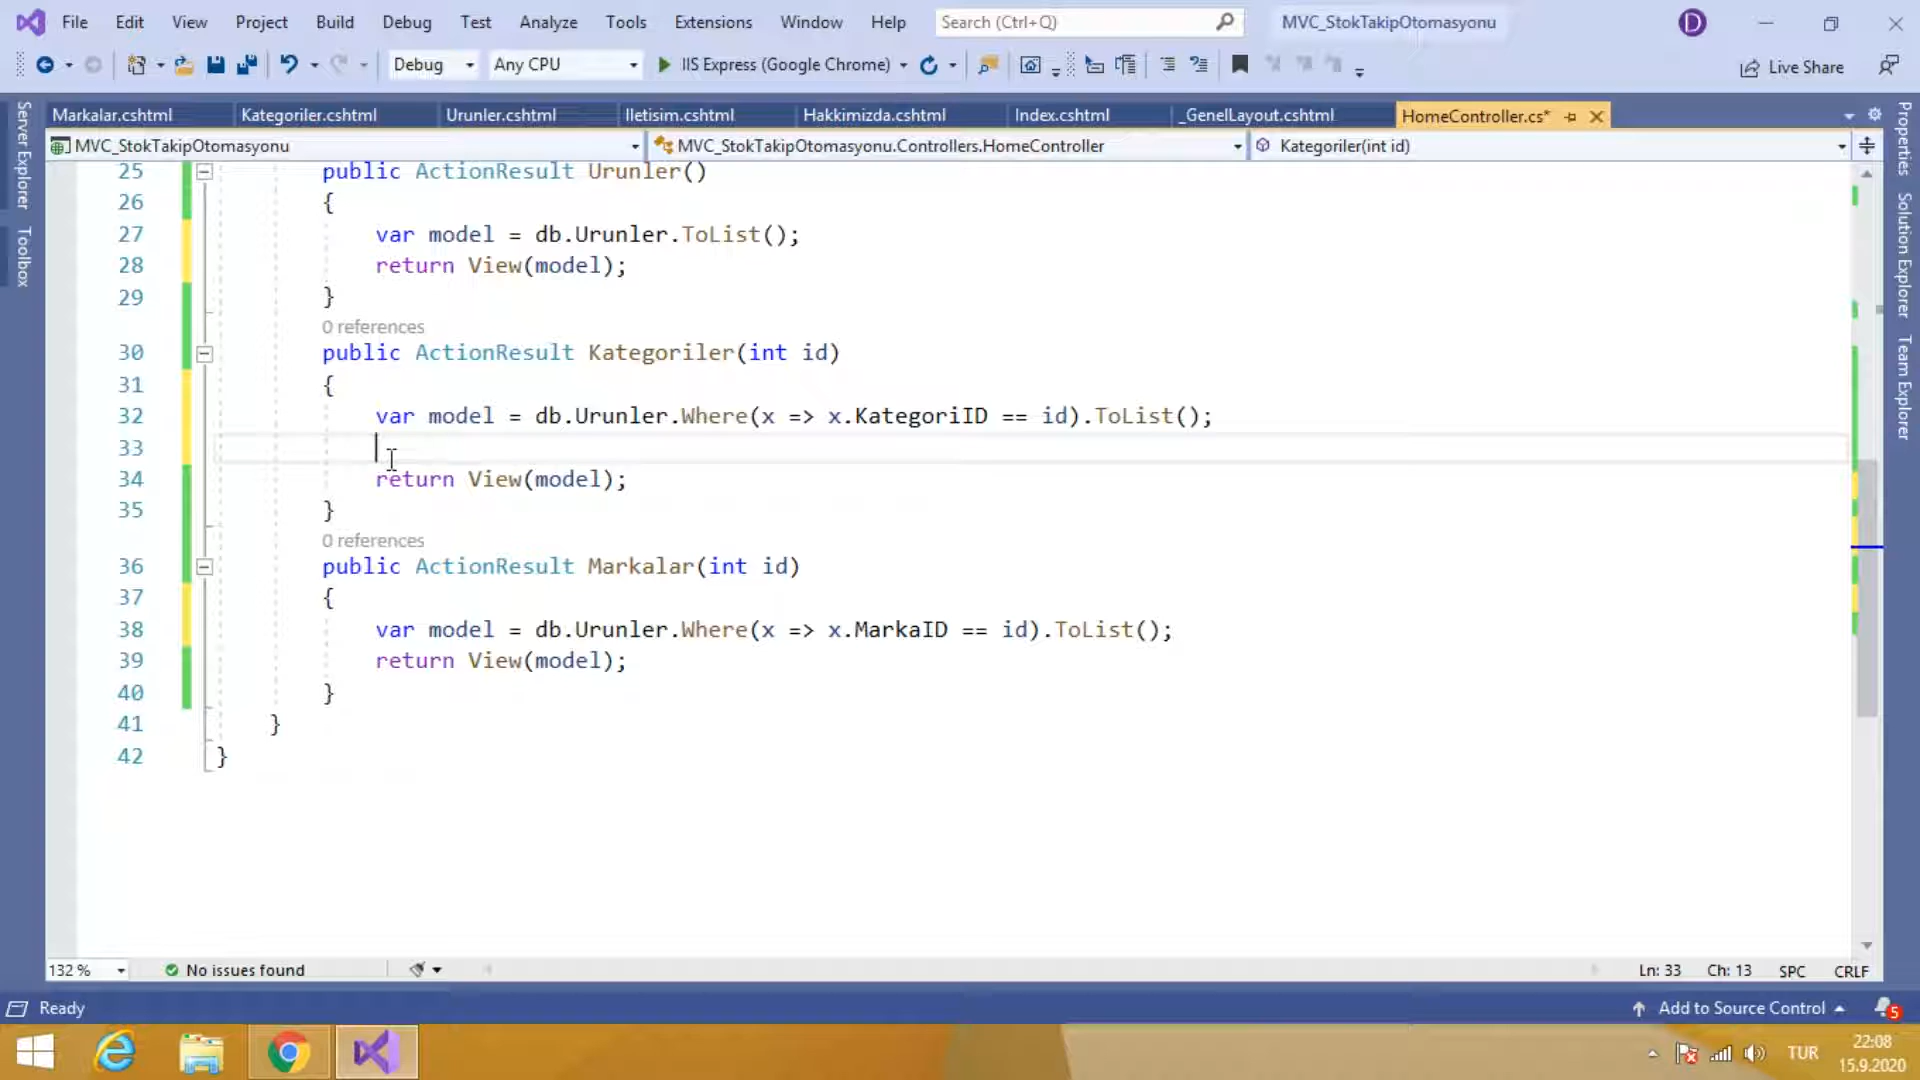 File Edit View Project Build Debug Test Analyze Tools Extensions Window Help Search (Ctrl+Q) MVC_StokTakipOtomasyonu D
Debug Any CPU IIS Express (Google Chrome) Live Share
Markalar.cshtml Kategoriler.cshtml Urunler.cshtml Iletisim.cshtml Hakkimizda.cshtml Index.cshtml _GenelLayout.cshtml HomeController.cs*
MVC_StokTakipOtomasyonu MVC_StokTakipOtomasyonu.Controllers.HomeController Kategoriler(int id)
Server Explorer
Toolbox
25 public ActionResult Urunler()
26 {
27 var model = db.Urunler.ToList();
28 return View(model);
29 }
0 references
30 public ActionResult Kategoriler(int id)
31 {
32 var model = db.Urunler.Where(x => x.KategoriID == id).ToList();
33
34 return View(model);
35 }
0 references
36 public ActionResult Markalar(int id)
37 {
38 var model = db.Urunler.Where(x => x.MarkaID == id).ToList();
39 return View(model);
40 }
41 }
42 }
Properties
Solution Explorer
Team Explorer
132 % No issues found Ln: 33 Ch: 13 SPC CRLF
Ready Add to Source Control 5
TUR 22:08
15.9.2020